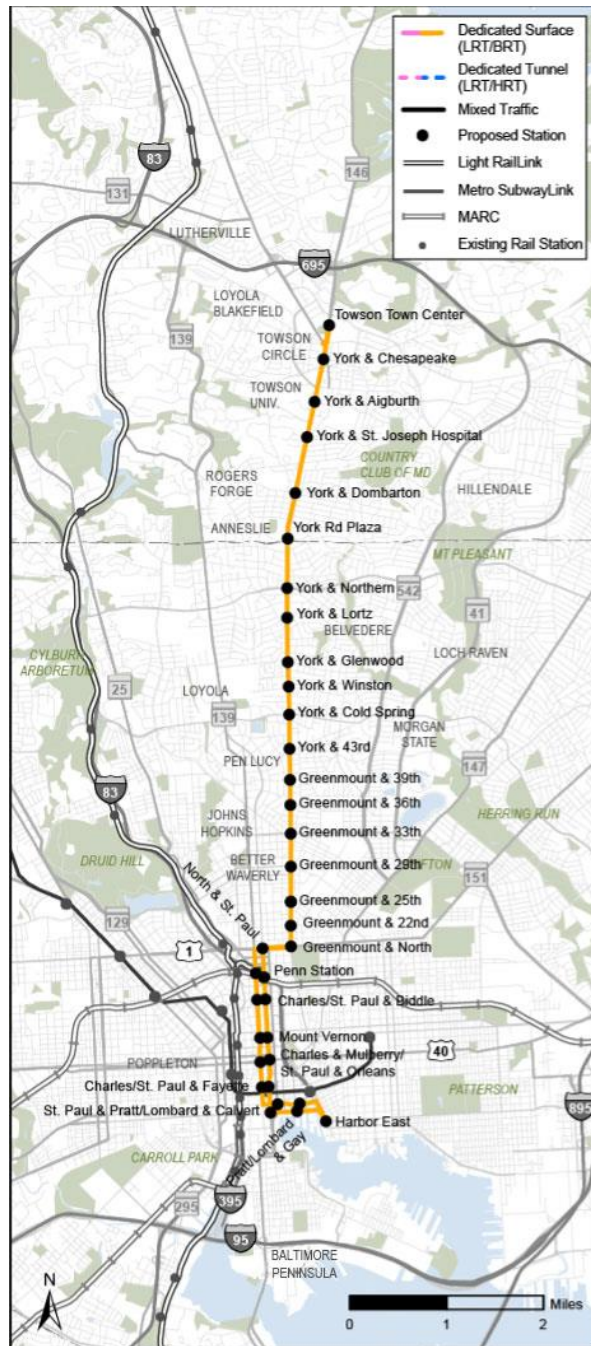 Dedicated Surface
(LRT/BRT)
Dedicated Tunnel
(LRT/HRT)
Mixed Traffic
Proposed Station
Light RailLink
Metro SubwayLink
MARC
Existing Rail Station
83
131
146
LUTHERVILLE
695
LOYOLA
BLAKEFIELD
Towson Town Center
139
TOWSON
CIRCLE
York & Chesapeake
TOWSON
UNIV.
York & Aigburth
York & St. Joseph Hospital
COUNTRY
CLUB OF MD
ROGERS
FORGE
HILLENDALE
York & Dombarton
ANNESLIE
York Rd Plaza
MT PLEASANT
York & Northern
542
York & Lortz
41
BELVEDERE
CYLBURN
ARBORETUM
LOCH RAVEN
York & Glenwood
25
LOYOLA
York & Winston
139
York & Cold Spring
MORGAN
STATE
PEN LUCY
York & 43rd
147
83
Greenmount & 39th
Greenmount & 36th
HERRING RUN
JOHNS
HOPKINS
Greenmount & 33th
DRUID HILL
BETTER
WAVERLY
Greenmount & 29th
CLIFTON
151
North & St. Paul
Greenmount & 25th
129
Greenmount & 22nd
1
Greenmount & North
Penn Station
Charles/St. Paul & Biddle
Mount Vernon
40
POPPLETON
Charles & Mulberry/
St. Paul & Orleans
Charles/St. Paul & Fayette
PATTERSON
St. Paul & Pratt/Lombard & Calvert
895
Harbor East
Pratt/Lombard
& Gay
CARROLL PARK
295
395
95
BALTIMORE
PENINSULA
N
Miles
0 1 2